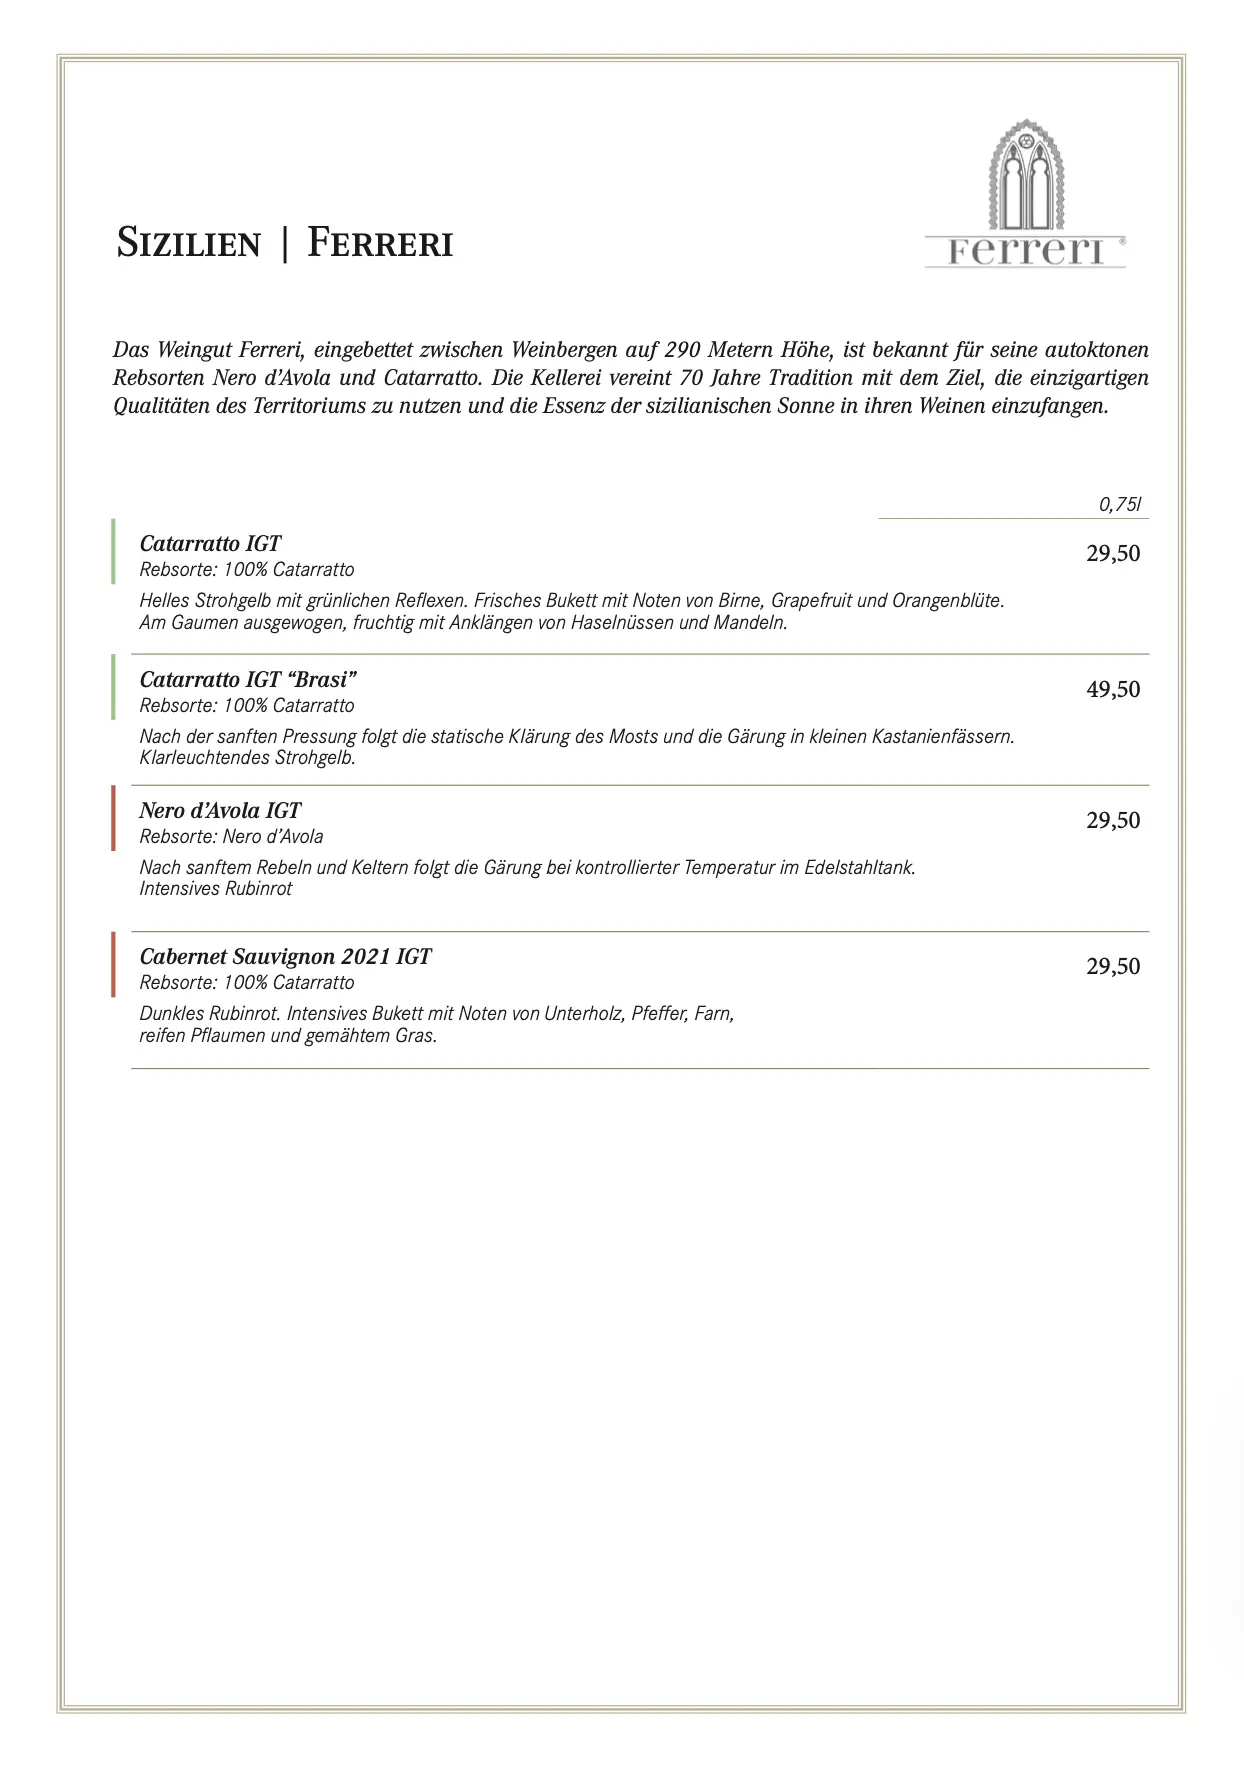 Sizilien | Ferreri
Ferreri ®
Das Weingut Ferreri, eingebettet zwischen Weinbergen auf 290 Metern Höhe, ist bekannt für seine autoktonen
Rebsorten Nero d’Avola und Catarratto. Die Kellerei vereint 70 Jahre Tradition mit dem Ziel, die einzigartigen
Qualitäten des Territoriums zu nutzen und die Essenz der sizilianischen Sonne in ihren Weinen einzufangen.
0,75l
Catarratto IGT
29,50
Rebsorte: 100% Catarratto
Helles Strohgelb mit grünlichen Reflexen. Frisches Bukett mit Noten von Birne, Grapefruit und Orangenblüte.
Am Gaumen ausgewogen, fruchtig mit Anklängen von Haselnüssen und Mandeln.
Catarratto IGT “Brasi”
49,50
Rebsorte: 100% Catarratto
Nach der sanften Pressung folgt die statische Klärung des Mosts und die Gärung in kleinen Kastanienfässern.
Klarleuchtendes Strohgelb.
Nero d’Avola IGT
29,50
Rebsorte: Nero d’Avola
Nach sanftem Rebeln und Keltern folgt die Gärung bei kontrollierter Temperatur im Edelstahltank.
Intensives Rubinrot
Cabernet Sauvignon 2021 IGT
29,50
Rebsorte: 100% Catarratto
Dunkles Rubinrot. Intensives Bukett mit Noten von Unterholz, Pfeffer, Farn,
reifen Pflaumen und gemähtem Gras.